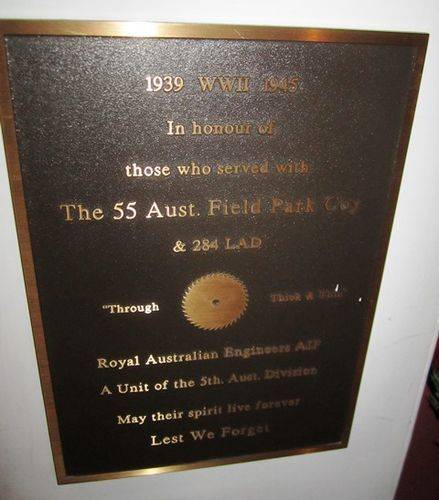 1939 WWII 1945
In honour of
those who served with
The 55 Aust. Field Park Coy
& 284 LAD
"Through Thick & Thin"
Royal Australian Engineers AIF
A Unit of the 5th. Aust. Division
May their spirit live forever
Lest We Forget